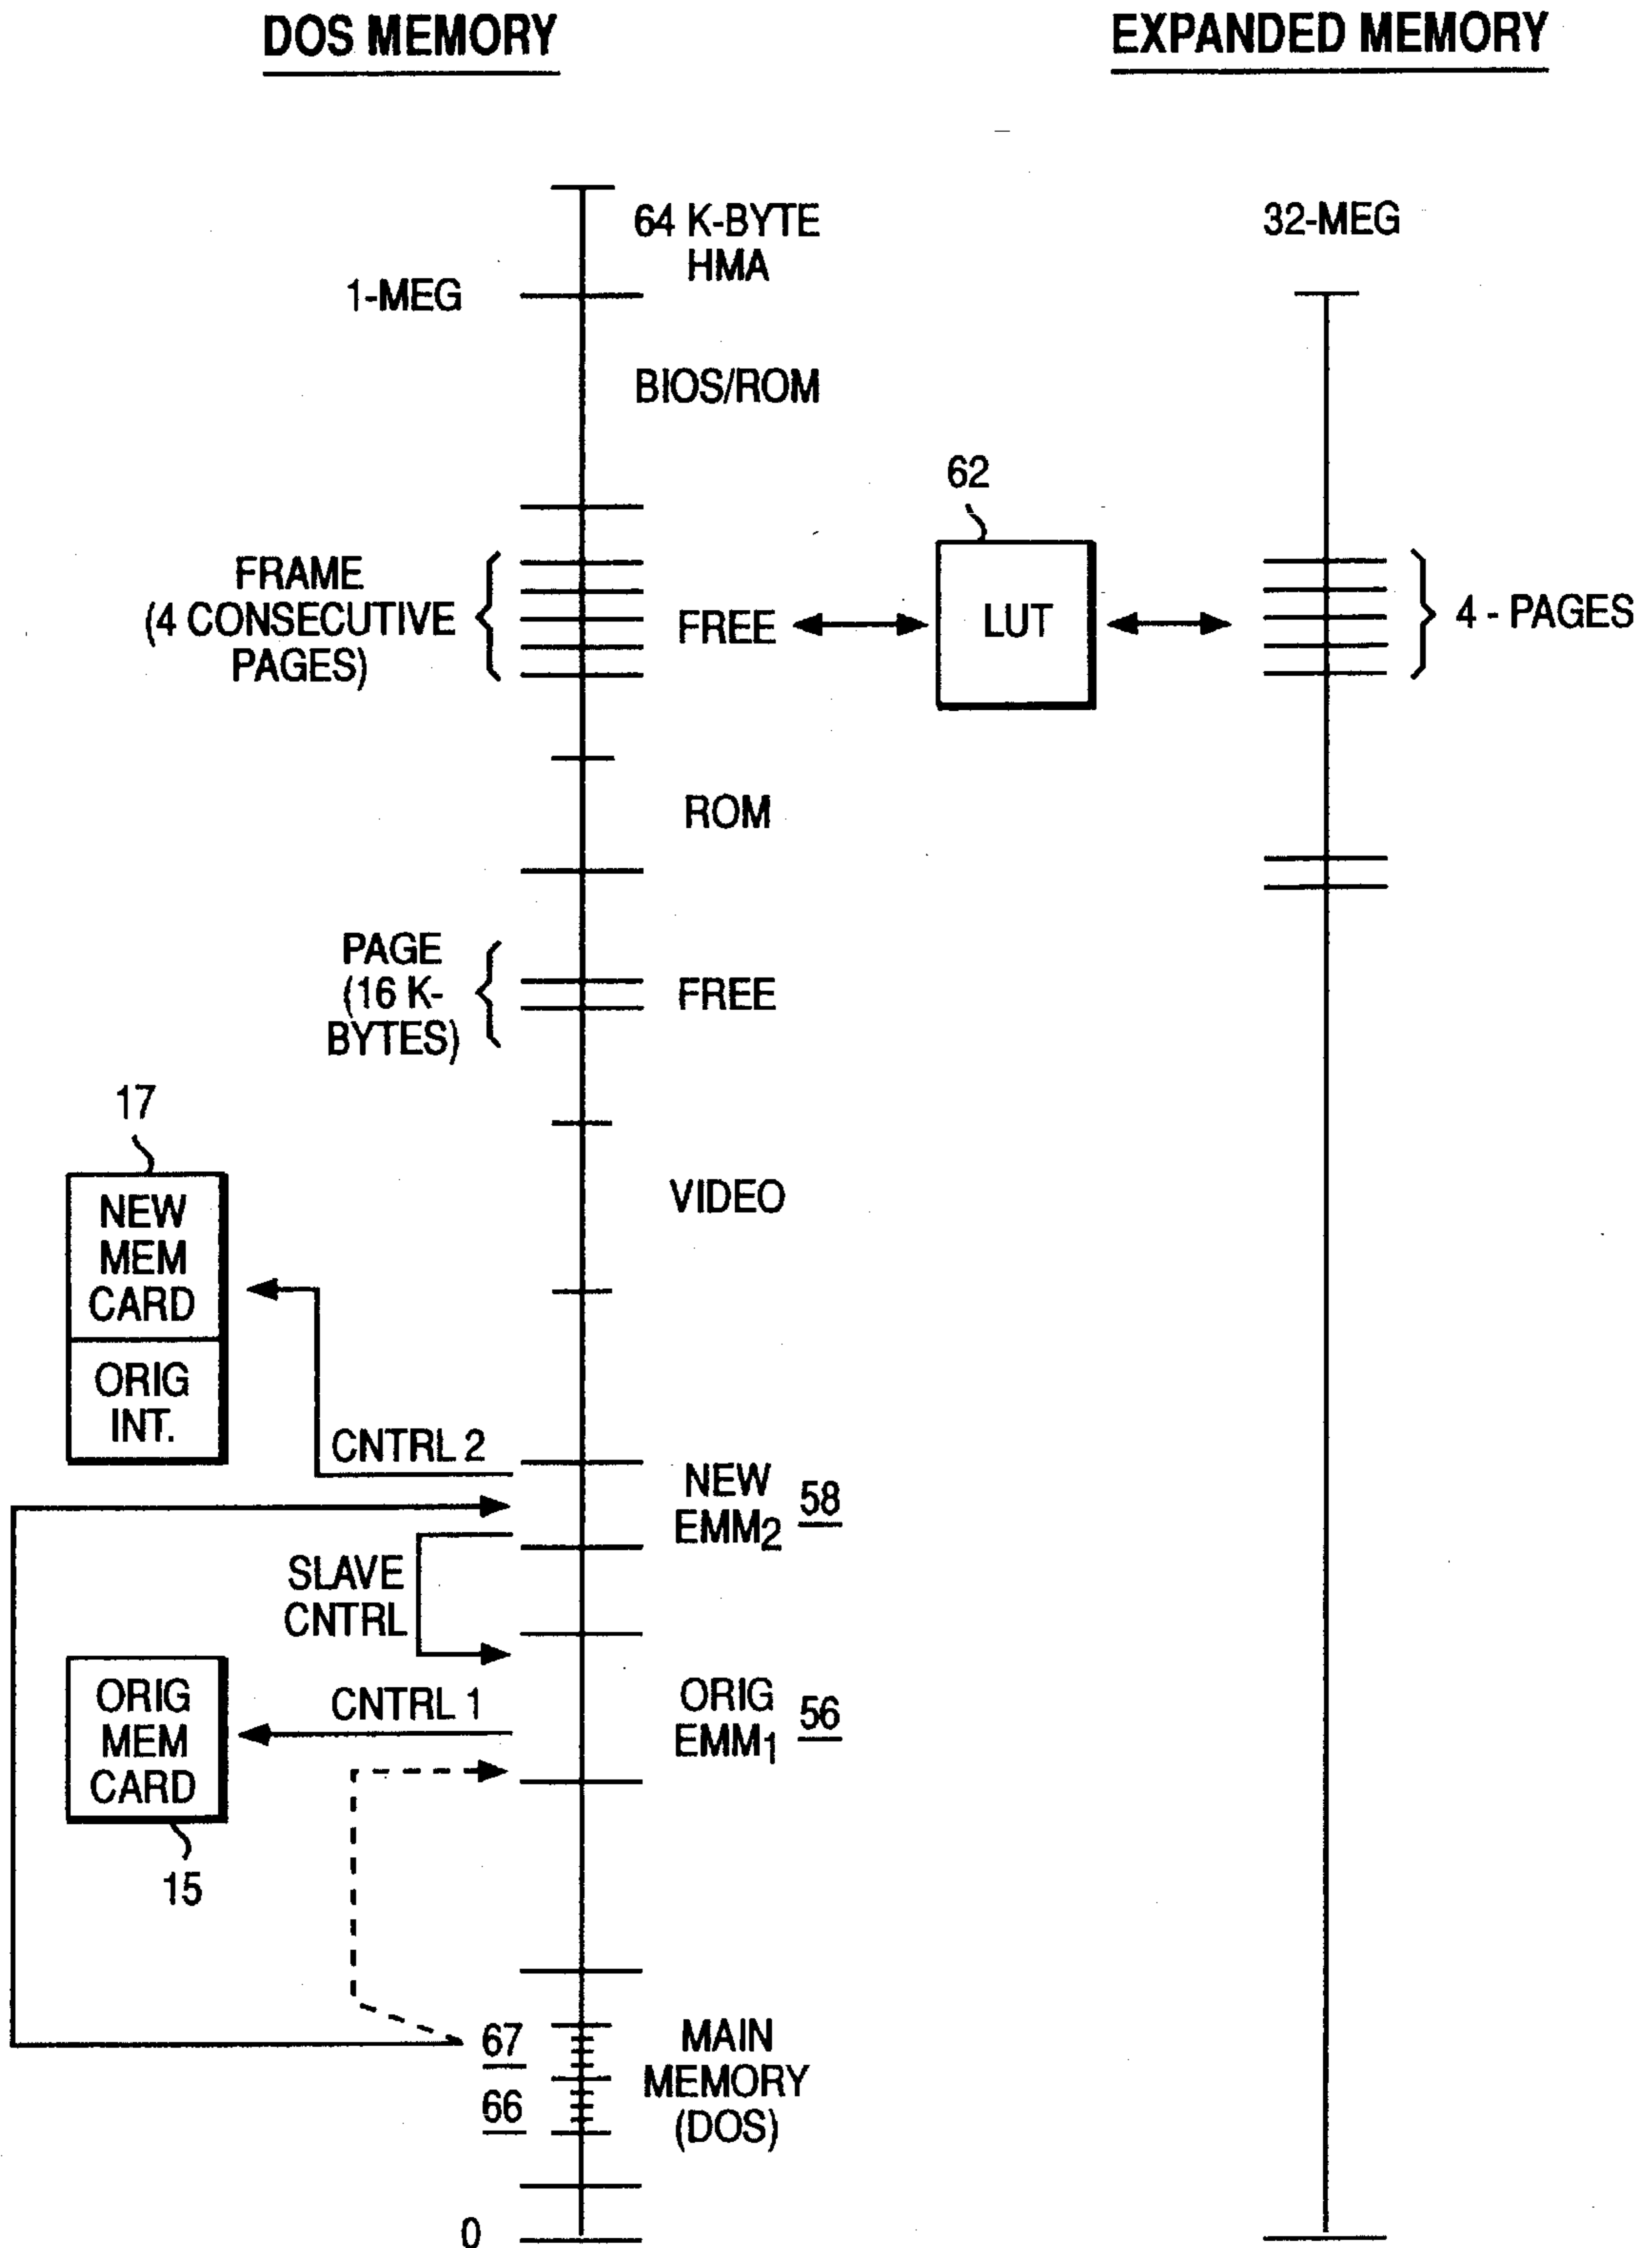 DOS MEMORY
EXPANDED MEMORY
64 K-BYTE
HMA
32-MEG
1-MEG
BIOS/ROM
62
FRAME
(4 CONSECUTIVE
PAGES)
FREE
LUT
4 - PAGES
ROM
PAGE
(16 K-
BYTES)
FREE
17
NEW
MEM
CARD
ORIG
INT.
VIDEO
CNTRL 2
NEW
EMM2 58
SLAVE
CNTRL
ORIG
MEM
CARD
15
CNTRL 1
ORIG
EMM1 56
67
66
MAIN
MEMORY
(DOS)
0